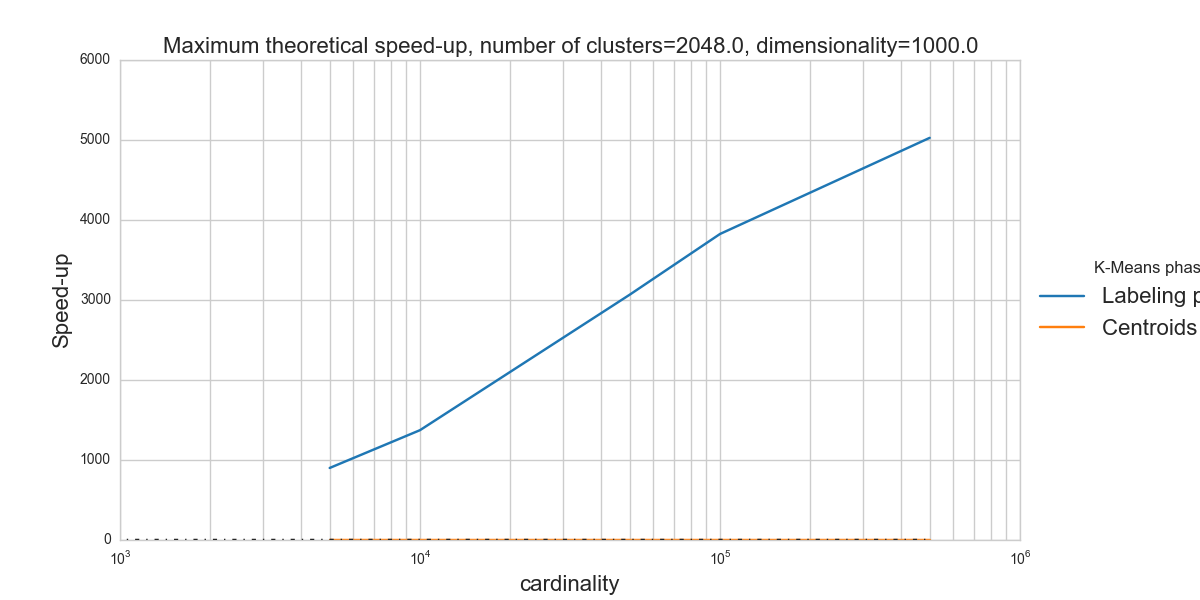 Maximum theoretical speed-up, number of clusters=2048.0, dimensionality=1000.0
6000
5000
4000
3000
2000
1000
0
Speed-up
10³
10⁴
10⁵
10⁶
cardinality
K-Means phas
Labeling p
Centroids